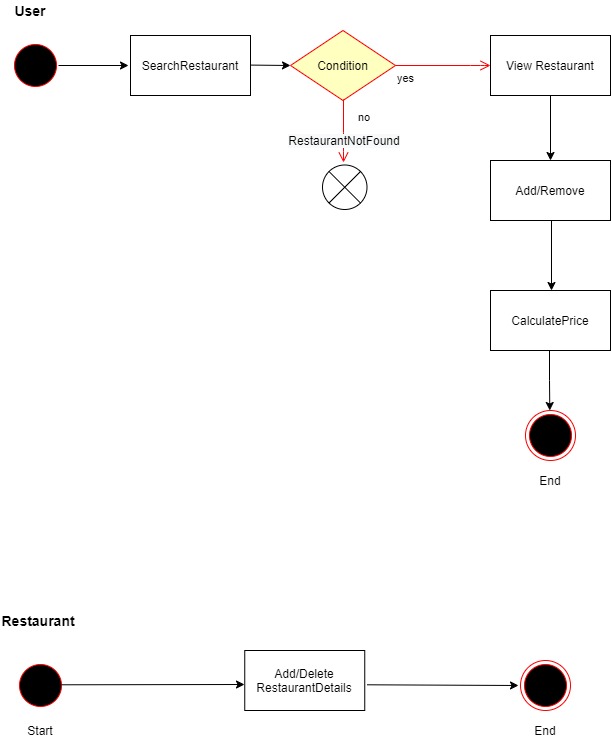 User
SearchRestaurant
Condition
View Restaurant
yes
no
RestaurantNotFound
Add/Remove
CalculatePrice
End
Restaurant
Add/Delete
RestaurantDetails
Start
End